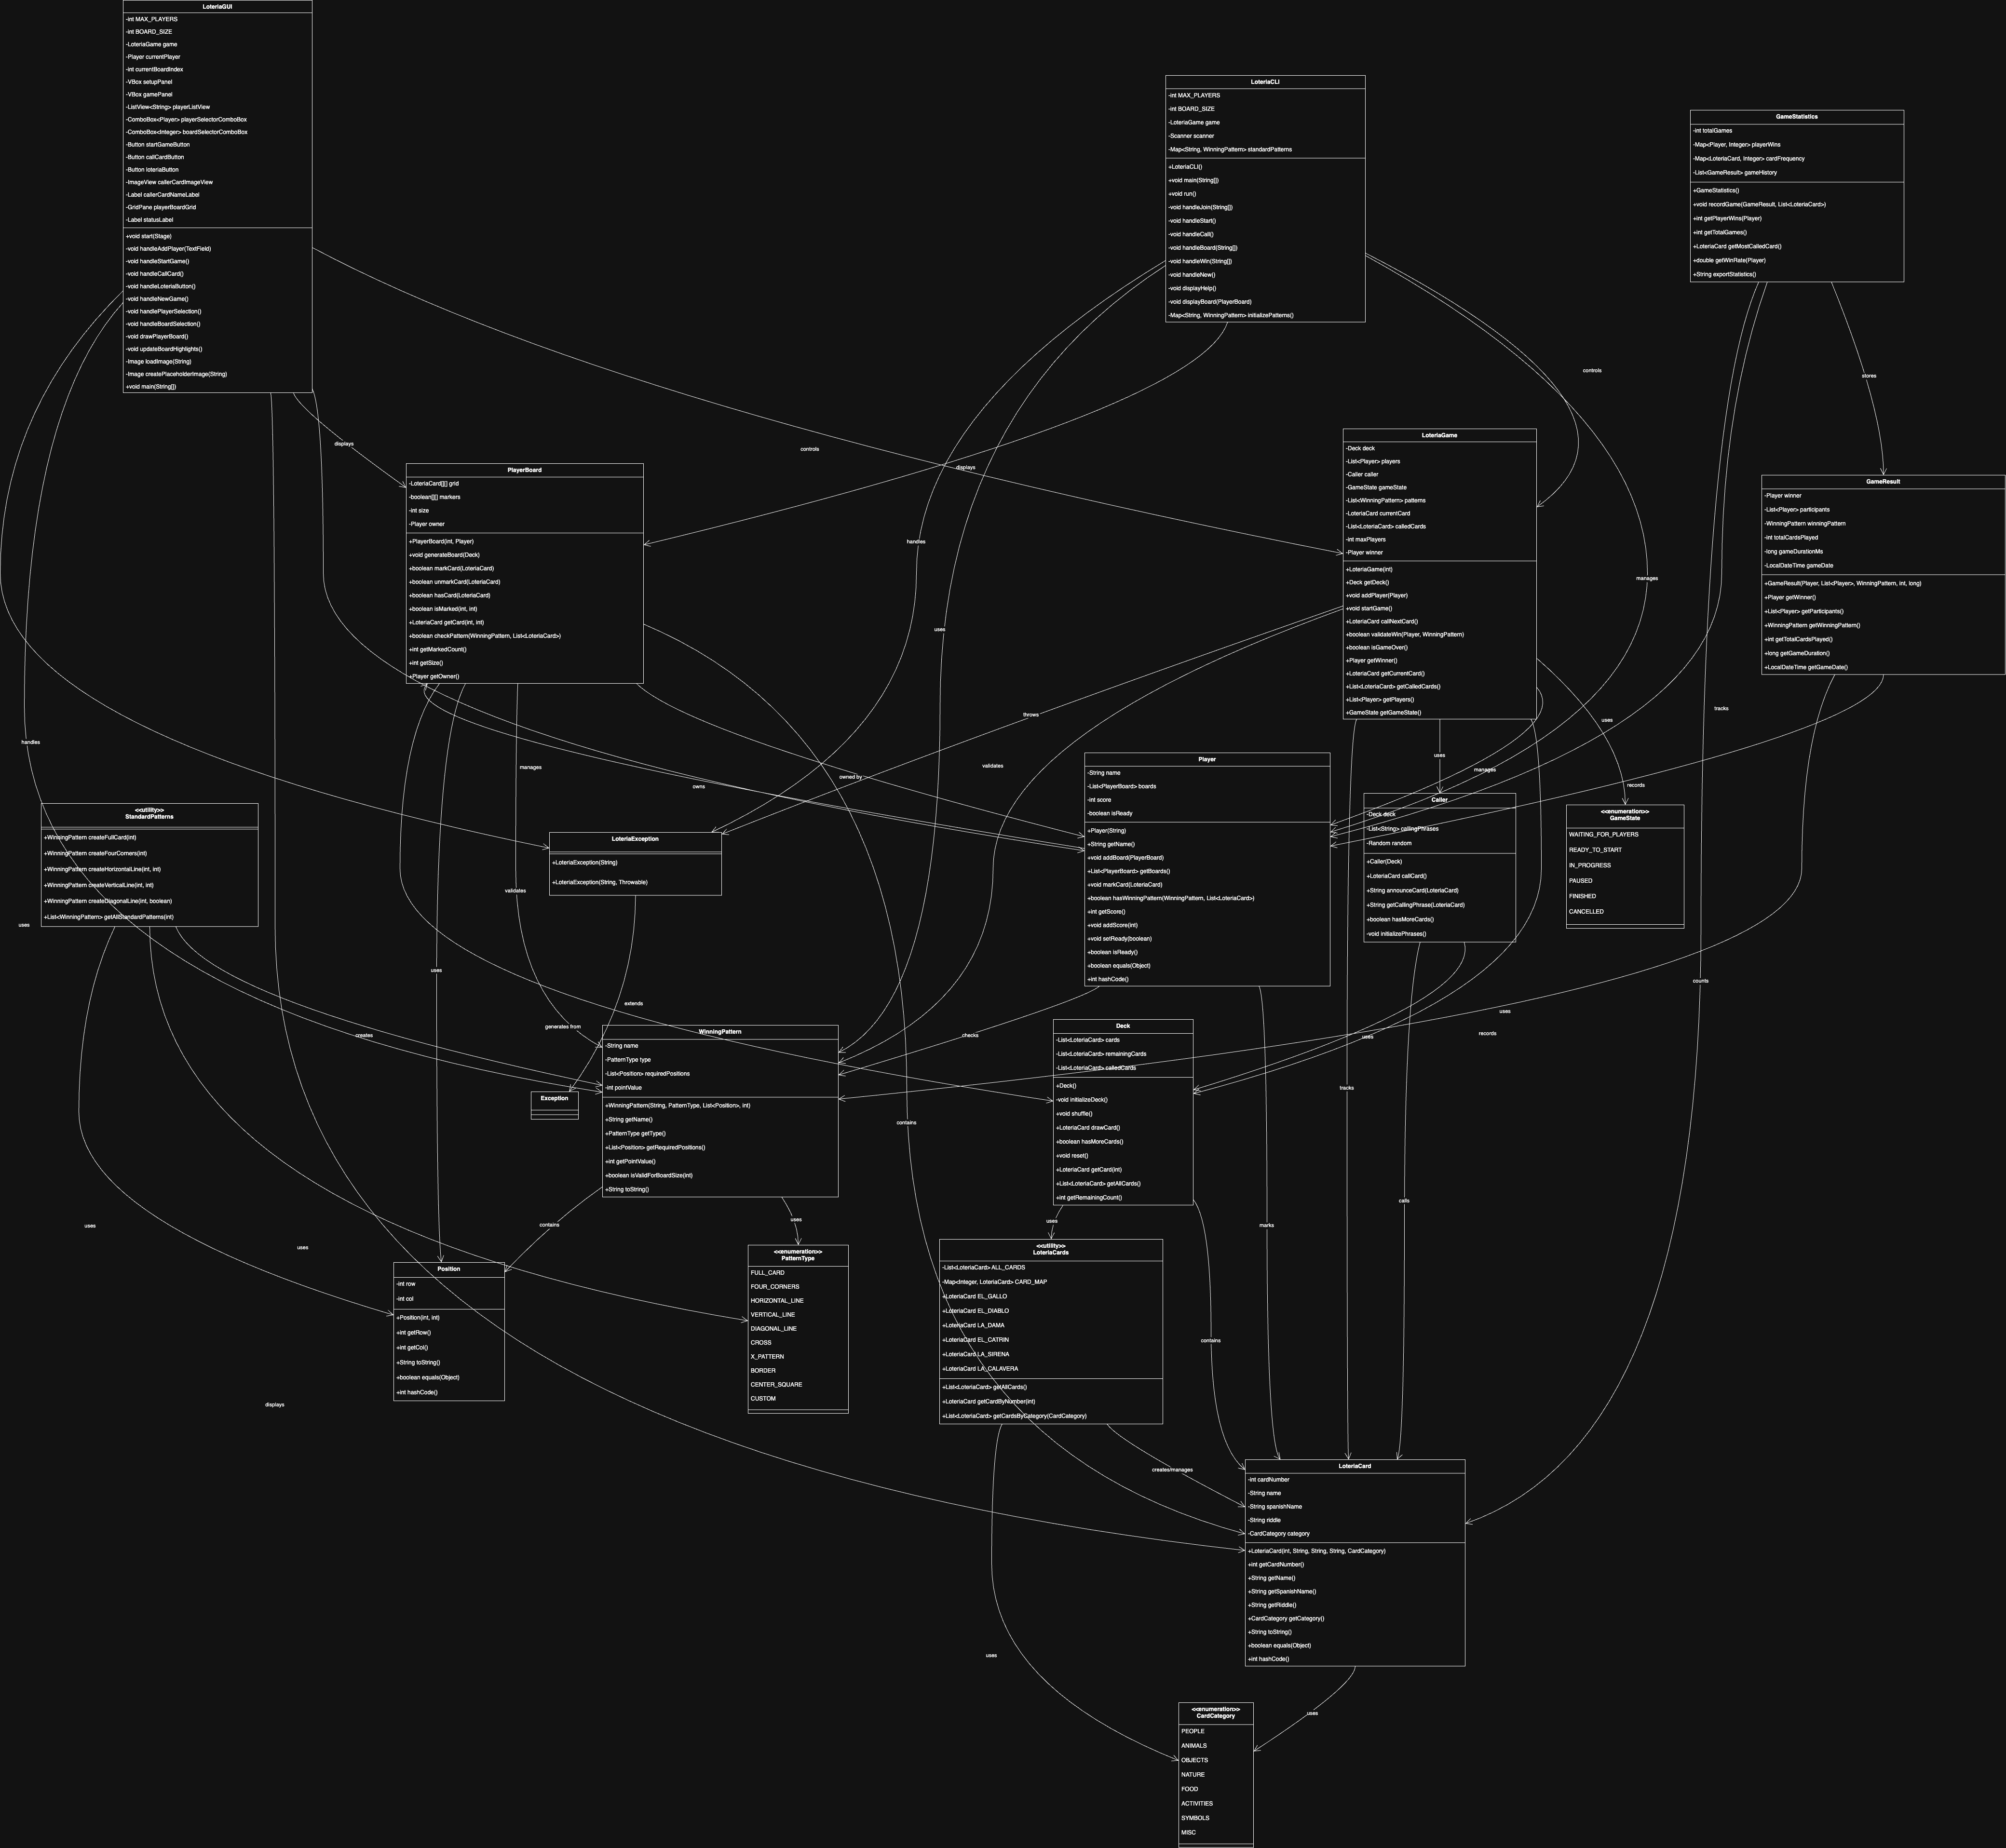 LoteriaGUI
-int MAX_PLAYERS
-int BOARD_SIZE
-LoteriaGame game
-Player currentPlayer
-int currentBoardIndex
-VBox setupPanel
-VBox gamePanel
-ListView<String> playerListView
-ComboBox<Player> playerSelectorComboBox
-ComboBox<Integer> boardSelectorComboBox
-Button startGameButton
-Button callCardButton
-Button loteriaButton
-ImageView callerCardImageView
-Label callerCardNameLabel
-GridPane playerBoardGrid
-Label statusLabel
+void start(Stage)
-void handleAddPlayer(TextField)
-void handleStartGame()
-void handleCallCard()
-void handleLoteriaButton()
-void handleNewGame()
-void handlePlayerSelection()
-void handleBoardSelection()
-void drawPlayerBoard()
-void updateBoardHighlights()
-Image loadImage(String)
-Image createPlaceholderImage(String)
+void main(String[])
LoteriaCLI
-int MAX_PLAYERS
-int BOARD_SIZE
-LoteriaGame game
-Scanner scanner
-Map<String, WinningPattern> standardPatterns
+LoteriaCLI()
+void main(String[])
+void run()
-void handleJoin(String[])
-void handleStart()
-void handleCall()
-void handleBoard(String[])
-void handleWin(String[])
-void handleNew()
-void displayHelp()
-void displayBoard(PlayerBoard)
-Map<String, WinningPattern> initializePatterns()
GameStatistics
-int totalGames
-Map<Player, Integer> playerWins
-Map<LoteriaCard, Integer> cardFrequency
-List<GameResult> gameHistory
+GameStatistics()
+void recordGame(GameResult, List<LoteriaCard>)
+int getPlayerWins(Player)
+int getTotalGames()
+LoteriaCard getMostCalledCard()
+double getWinRate(Player)
+String exportStatistics()
controls
stores
displays
controls
displays
LoteriaGame
-Deck deck
-List<Player> players
-Caller caller
-GameState gameState
-List<WinningPattern> patterns
-LoteriaCard currentCard
-List<LoteriaCard> calledCards
-int maxPlayers
-Player winner
+LoteriaGame(int)
+Deck getDeck()
+void addPlayer(Player)
+void startGame()
+LoteriaCard callNextCard()
+boolean validateWin(Player, WinningPattern)
+boolean isGameOver()
+Player getWinner()
+LoteriaCard getCurrentCard()
+List<LoteriaCard> getCalledCards()
+List<Player> getPlayers()
+GameState getGameState()
PlayerBoard
-LoteriaCard[][] grid
-boolean[][] markers
-int size
-Player owner
+PlayerBoard(int, Player)
+void generateBoard(Deck)
+boolean markCard(LoteriaCard)
+boolean unmarkCard(LoteriaCard)
+boolean hasCard(LoteriaCard)
+boolean isMarked(int, int)
+LoteriaCard getCard(int, int)
+boolean checkPattern(WinningPattern, List<LoteriaCard>)
+int getMarkedCount()
+int getSize()
+Player getOwner()
GameResult
-Player winner
-List<Player> participants
-WinningPattern winningPattern
-int totalCardsPlayed
-long gameDurationMs
-LocalDateTime gameDate
+GameResult(Player, List<Player>, WinningPattern, int, long)
+Player getWinner()
+List<Player> getParticipants()
+WinningPattern getWinningPattern()
+int getTotalCardsPlayed()
+long getGameDuration()
+LocalDateTime getGameDate()
handles
manages
uses
tracks
throws
uses
handles
uses
manages
validates
manages
owned by
owns
records
Player
-String name
-List<PlayerBoard> boards
-int score
-boolean isReady
+Player(String)
+String getName()
+void addBoard(PlayerBoard)
+List<PlayerBoard> getBoards()
+void markCard(LoteriaCard)
+boolean hasWinningPattern(WinningPattern, List<LoteriaCard>)
+int getScore()
+void addScore(int)
+void setReady(boolean)
+boolean isReady()
+boolean equals(Object)
+int hashCode()
Caller
-Deck deck
-List<String> callingPhrases
-Random random
+Caller(Deck)
+LoteriaCard callCard()
+String announceCard(LoteriaCard)
+String getCallingPhrase(LoteriaCard)
+boolean hasMoreCards()
-void initializePhrases()
<<enumeration>>
GameState
WAITING_FOR_PLAYERS
READY_TO_START
IN_PROGRESS
PAUSED
FINISHED
CANCELLED
<<utility>>
StandardPatterns
+WinningPattern createFullCard(int)
+WinningPattern createFourCorners(int)
+WinningPattern createHorizontalLine(int, int)
+WinningPattern createVerticalLine(int, int)
+WinningPattern createDiagonalLine(int, boolean)
+List<WinningPattern> getAllStandardPatterns(int)
LoteriaException
+LoteriaException(String)
+LoteriaException(String, Throwable)
validates
uses
uses
counts
extends
uses
generates from
creates
checks
records
uses
WinningPattern
-String name
-PatternType type
-List<Position> requiredPositions
-int pointValue
+WinningPattern(String, PatternType, List<Position>, int)
+String getName()
+PatternType getType()
+List<Position> getRequiredPositions()
+int getPointValue()
+boolean isValidForBoardSize(int)
+String toString()
Deck
-List<LoteriaCard> cards
-List<LoteriaCard> remainingCards
-List<LoteriaCard> calledCards
+Deck()
-void initializeDeck()
+void shuffle()
+LoteriaCard drawCard()
+boolean hasMoreCards()
+void reset()
+LoteriaCard getCard(int)
+List<LoteriaCard> getAllCards()
+int getRemainingCount()
Exception
tracks
contains
calls
uses
contains
uses
uses
marks
uses
Position
-int row
-int col
+Position(int, int)
+int getRow()
+int getCol()
+String toString()
+boolean equals(Object)
+int hashCode()
<<enumeration>>
PatternType
FULL_CARD
FOUR_CORNERS
HORIZONTAL_LINE
VERTICAL_LINE
DIAGONAL_LINE
CROSS
X_PATTERN
BORDER
CENTER_SQUARE
CUSTOM
<<utility>>
LoteriaCards
-List<LoteriaCard> ALL_CARDS
-Map<Integer, LoteriaCard> CARD_MAP
+LoteriaCard EL_GALLO
+LoteriaCard EL_DIABLO
+LoteriaCard LA_DAMA
+LoteriaCard EL_CATRIN
+LoteriaCard LA_SIRENA
+LoteriaCard LA_CALAVERA
+List<LoteriaCard> getAllCards()
+LoteriaCard getCardByNumber(int)
+List<LoteriaCard> getCardsByCategory(CardCategory)
contains
displays
creates/manages
LoteriaCard
-int cardNumber
-String name
-String spanishName
-String riddle
-CardCategory category
+LoteriaCard(int, String, String, String, CardCategory)
+int getCardNumber()
+String getName()
+String getSpanishName()
+String getRiddle()
+CardCategory getCategory()
+String toString()
+boolean equals(Object)
+int hashCode()
uses
uses
<<enumeration>>
CardCategory
PEOPLE
ANIMALS
OBJECTS
NATURE
FOOD
ACTIVITIES
SYMBOLS
MISC